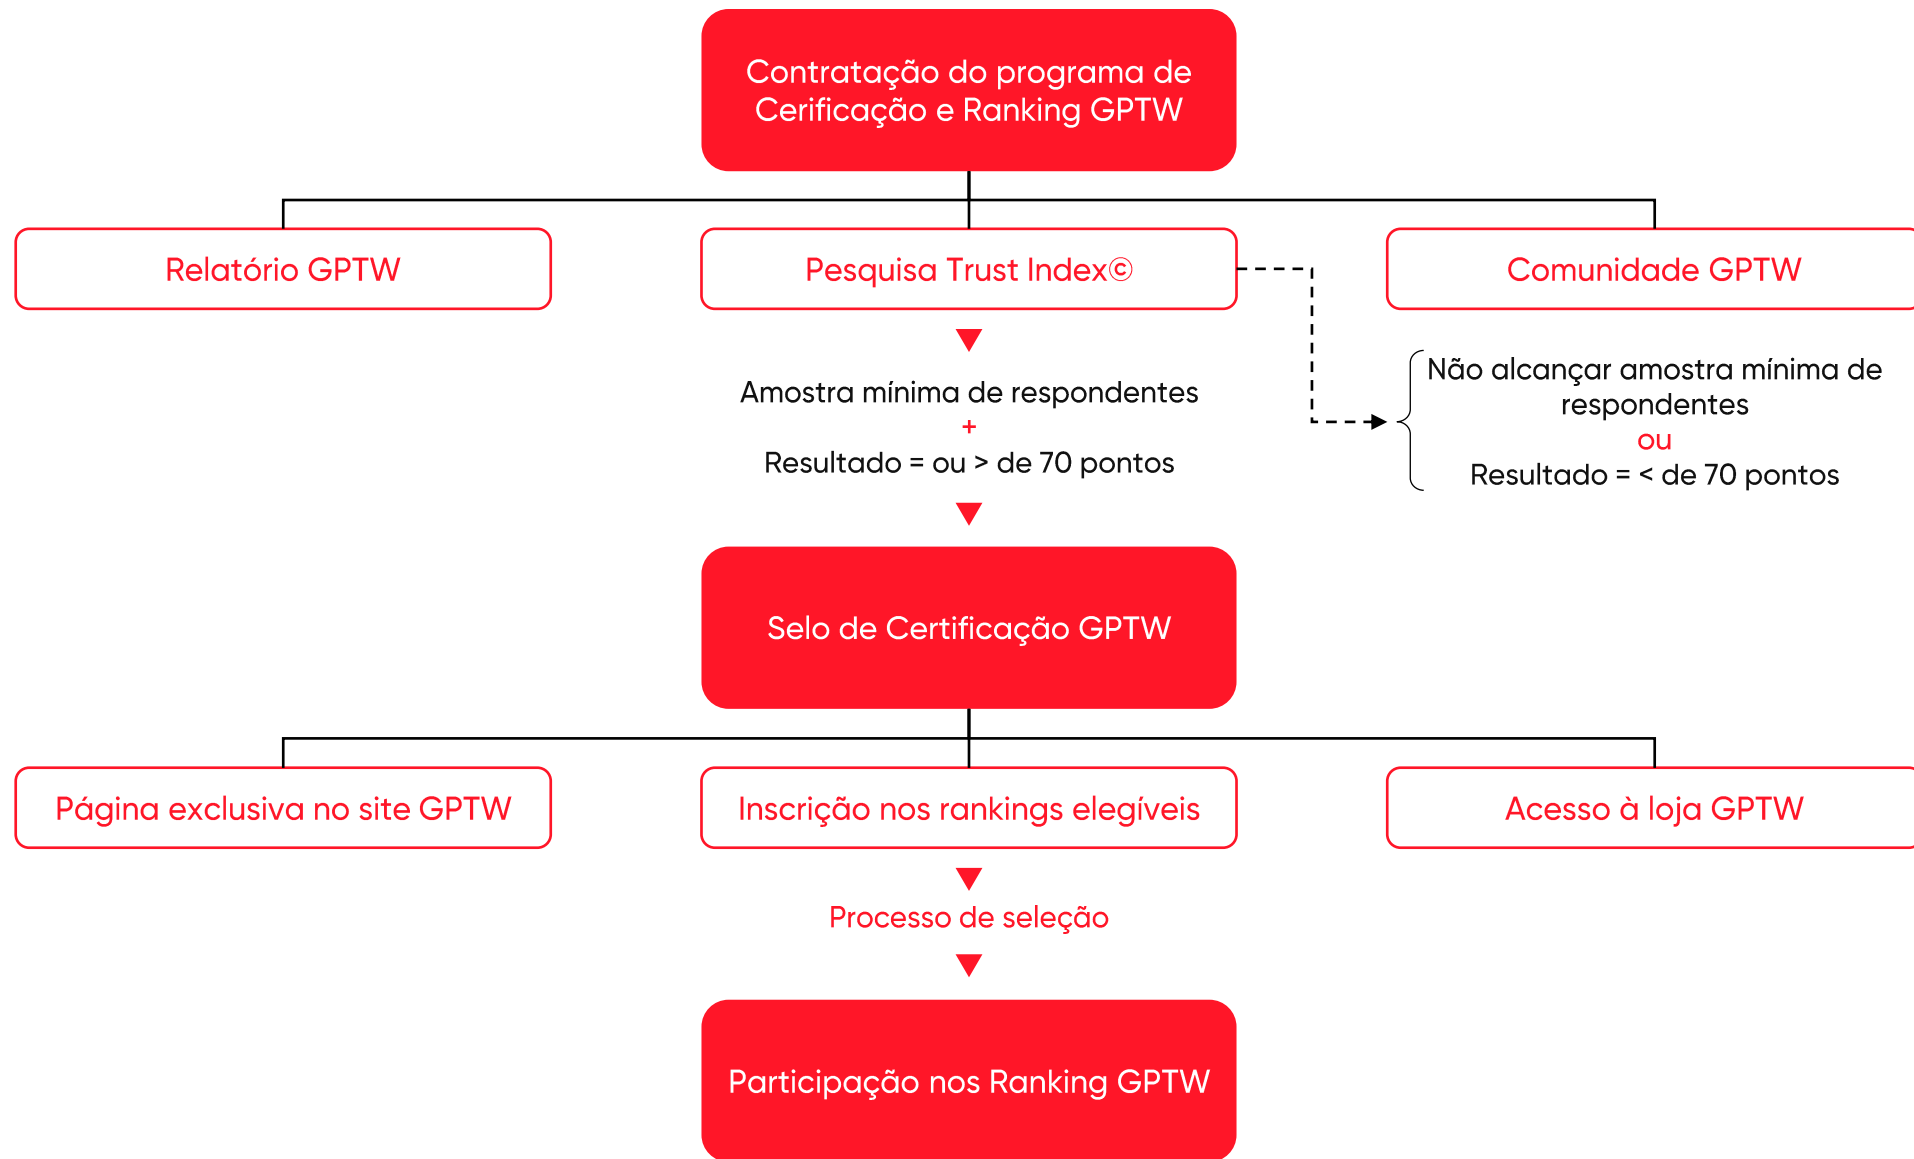 Contratação do programa de
Cerificação e Ranking GPTW
Relatório GPTW
Pesquisa Trust Index©
Comunidade GPTW
Amostra mínima de respondentes
+
Resultado = ou > de 70 pontos
Não alcançar amostra mínima de
respondentes
ou
Resultado = < de 70 pontos
Selo de Certificação GPTW
Página exclusiva no site GPTW
Inscrição nos rankings elegíveis
Acesso à loja GPTW
Processo de seleção
Participação nos Ranking GPTW